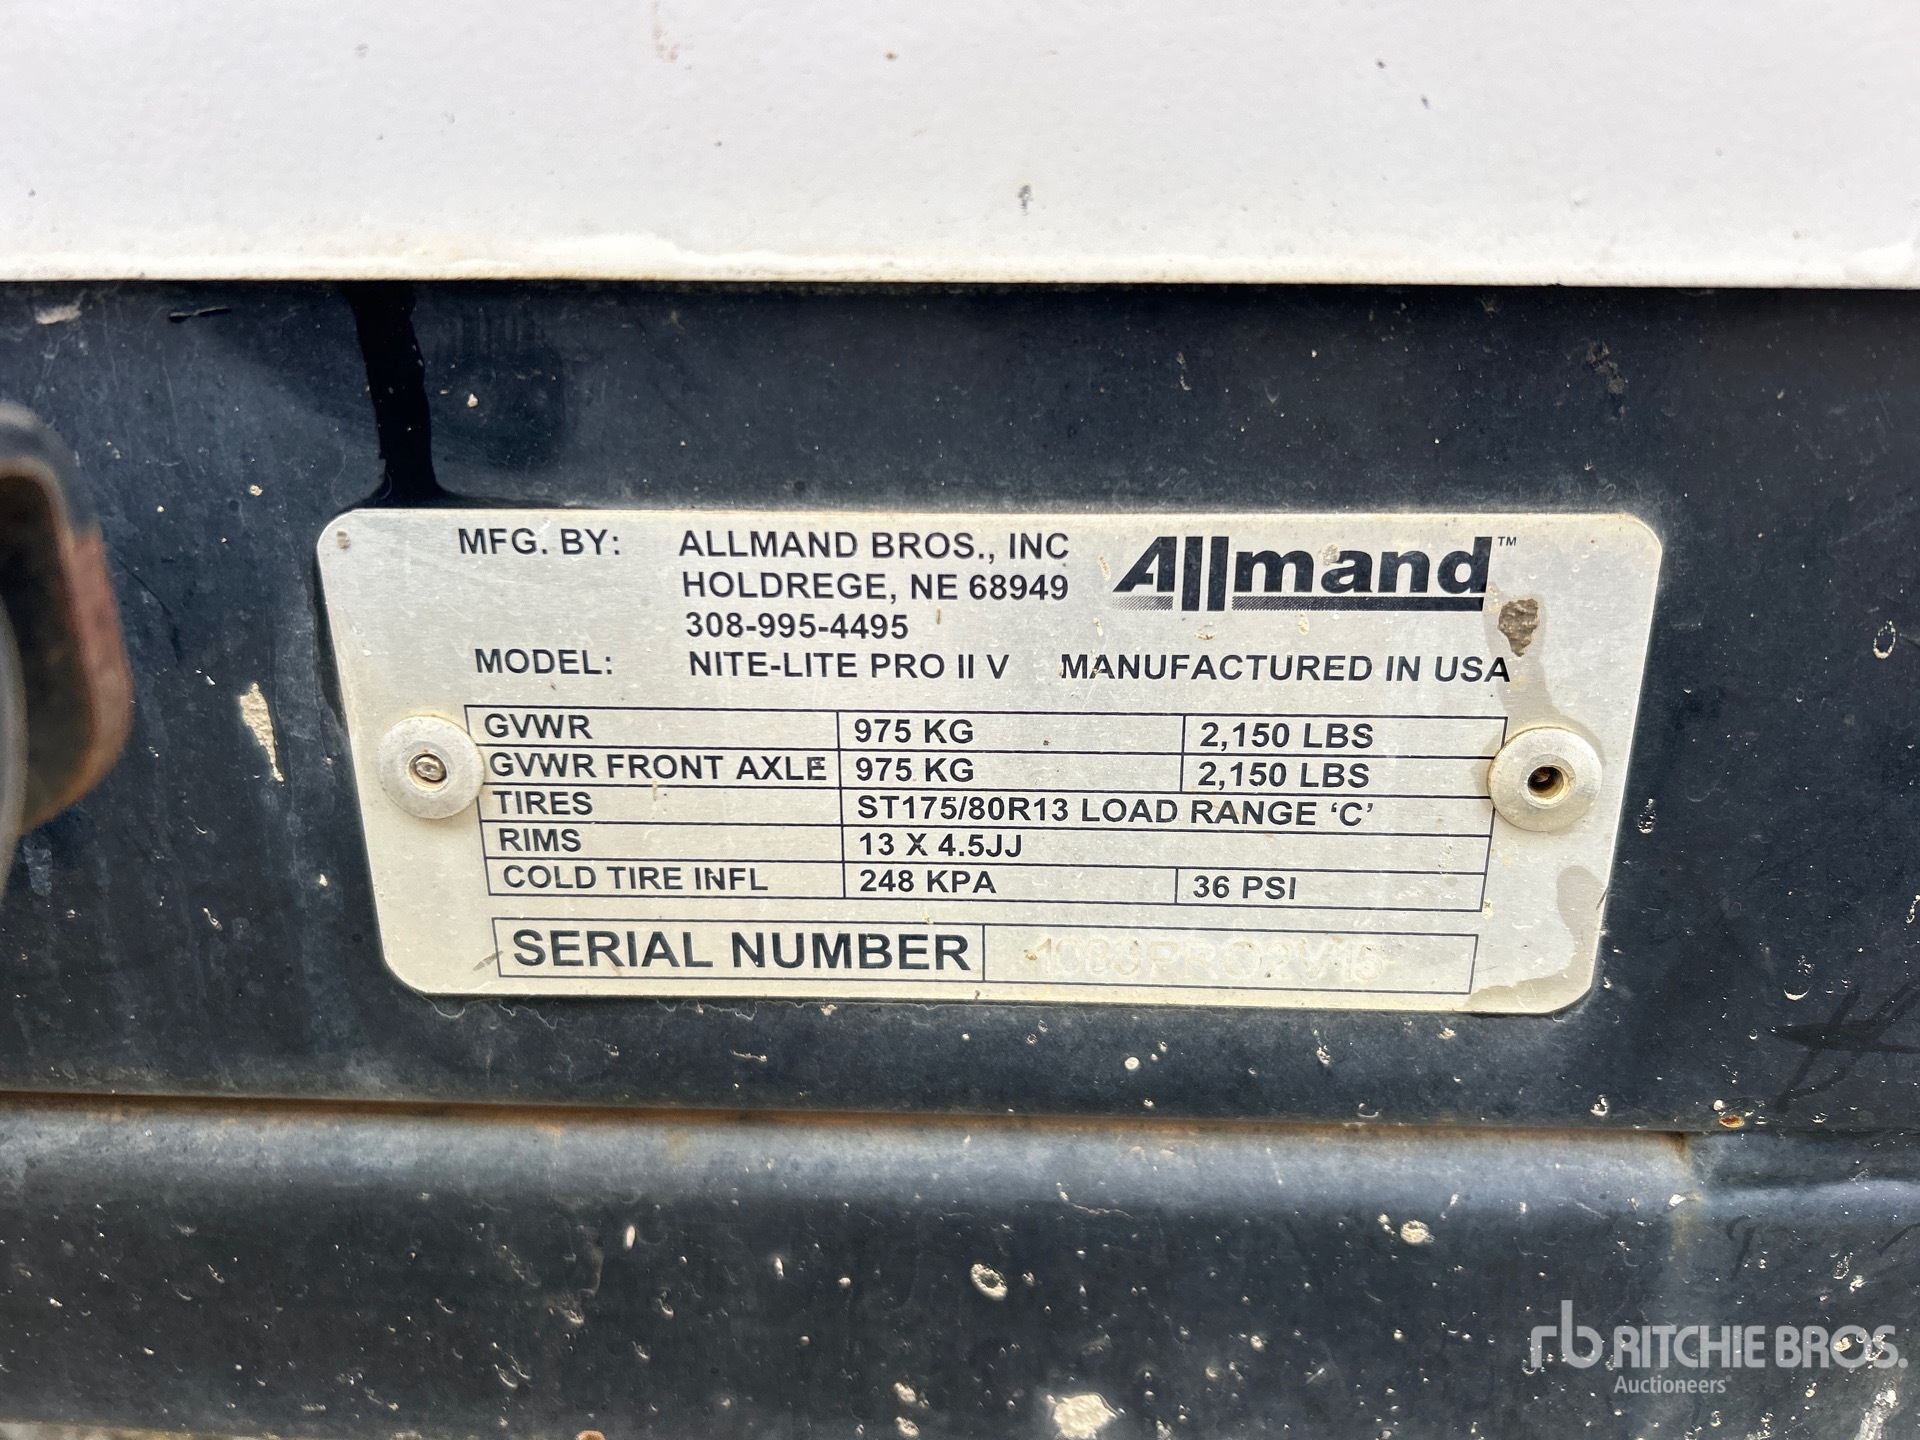 MFG. BY: ALLMAND BROS., INC Allmand™
HOLDREGE, NE 68949
308-995-4495
MODEL: NITE-LITE PRO II V MANUFACTURED IN USA
GVWR 975 KG 2,150 LBS
GVWR FRONT AXLE 975 KG 2,150 LBS
TIRES ST175/80R13 LOAD RANGE ‘C’
RIMS 13 X 4.5JJ
COLD TIRE INFL 248 KPA 36 PSI
SERIAL NUMBER
rb RITCHIE BROS.
Auctioneers